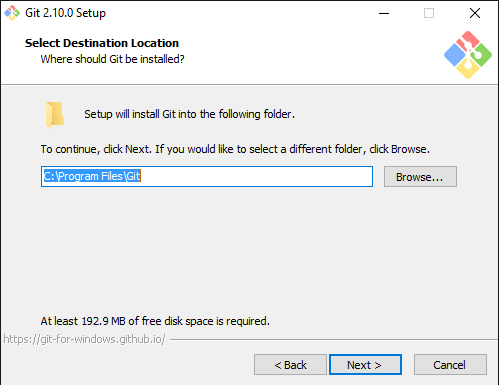 Git 2.10.0 Setup
Select Destination Location
Where should Git be installed?
Setup will install Git into the following folder.
To continue, click Next. If you would like to select a different folder, click Browse.
C:\Program Files\Git
Browse...
At least 192.9 MB of free disk space is required.
https://git-for-windows.github.io/
< Back
Next >
Cancel